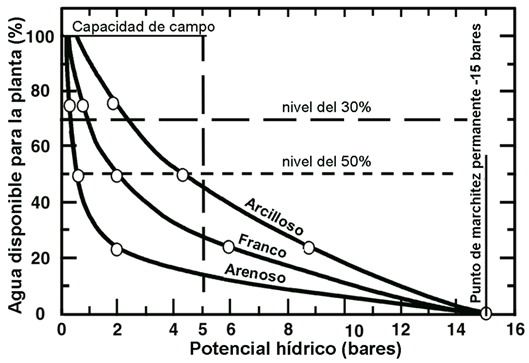 Agua disponible para la planta (%)
100
80
60
40
20
0
Capacidad de campo
nivel del 30%
nivel del 50%
Arcilloso
Franco
Arenoso
Punto de marchitez permanente -15 bares
0 2 4 5 6 8 10 12 14 16
Potencial hídrico (bares)